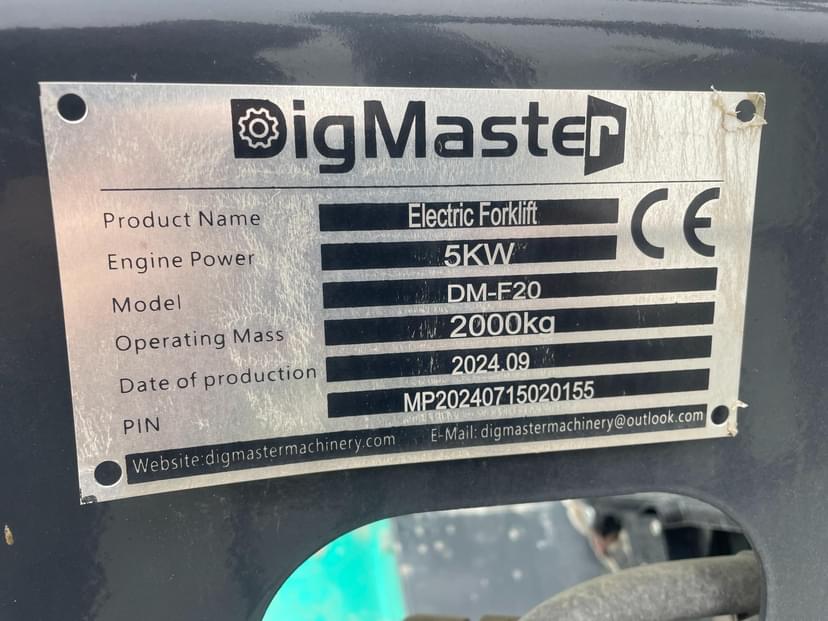 DigMaster
Product Name Electric Forklift
Engine Power 5KW
Model DM-F20
Operating Mass 2000kg
Date of production 2024.09
PIN MP20240715020155
CE
Website:digmastermachinery.com E-Mail: digmastermachinery@outlook.com